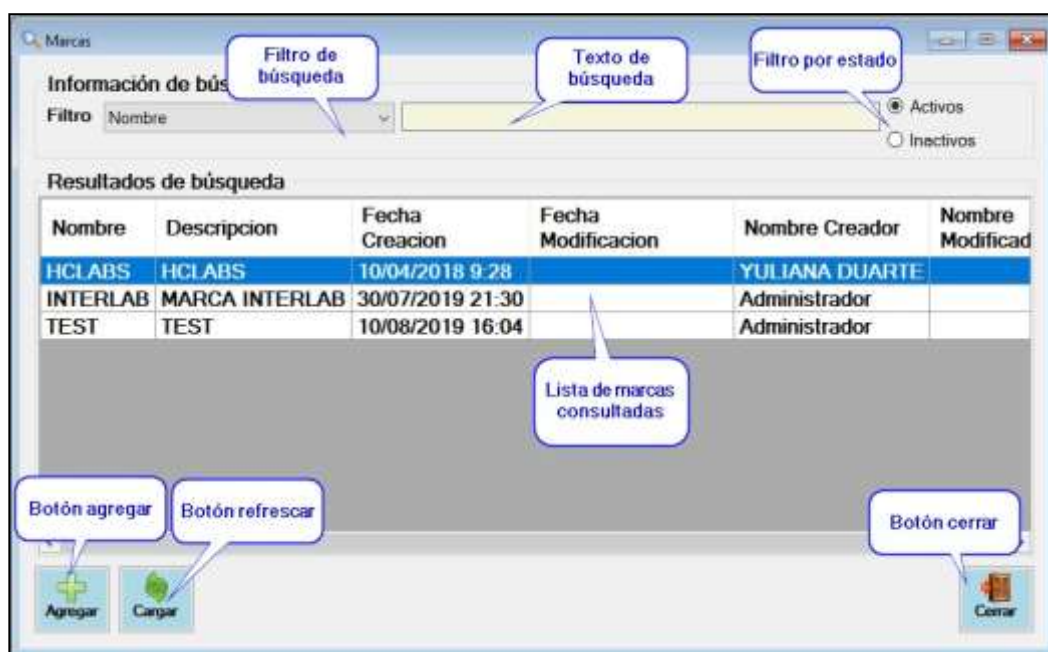 Marcas
Filtro de
búsqueda
Texto de
búsqueda
Filtro por estado
Información de bús
Filtro Nombre
Activos
Inactivos
Resultados de búsqueda
Nombre Descripcion Fecha Creacion Fecha Modificacion Nombre Creador Nombre Modificad
HCLABS HCLABS 10/04/2018 9:28 YULIANA DUARTE
INTERLAB MARCA INTERLAB 30/07/2019 21:30 Administrador
TEST TEST 10/08/2019 16:04 Administrador
Lista de marcas
consultadas
Botón agregar
Botón refrescar
Botón cerrar
Agregar Cargar Cerrar